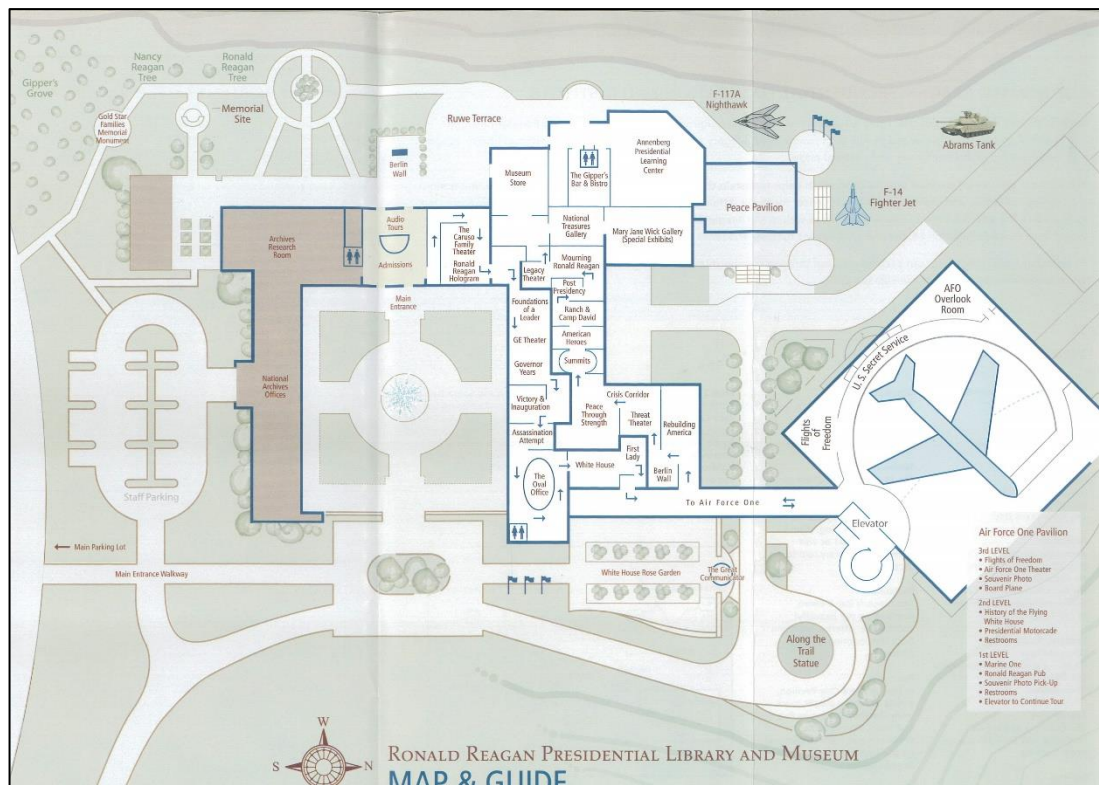 Nancy
Reagan
Tree
Ronald
Reagan
Tree
Gipper's
Grove
Gold Star
Families
Memorial
Monument
Memorial
Site
Ruwe Terrace
Berlin
Wall
F-117A
Nighthawk
Abrams Tank
F-14
Fighter Jet
Museum
Store
The Gipper's
Bar & Bistro
Annenberg
Presidential
Learning
Center
Peace Pavilion
Audio
Tours
Admissions
Archives
Research
Room
The
Caruso
Family
Theater
Ronald
Reagan
Hologram
National
Treasures
Gallery
Mary Jane Wick Gallery
(Special Exhibits)
Legacy
Theater
Mourning
Ronald Reagan
Post
Presidency
Ranch &
Camp David
American
Heroes
Summits
Main
Entrance
Foundations
of a
Leader
GE Theater
Governor
Years
Victory &
Inauguration
Assassination
Attempt
Crisis Corridor
Peace
Through
Strength
Threat
Theater
Rebuilding
America
First
Lady
White House
Berlin
Wall
The
Oval
Office
To Air Force One
National
Archives
Offices
Staff Parking
Main Parking Lot
Main Entrance Walkway
White House Rose Garden
The Great
Communicator
Along the
Trail
Statue
AFO
Overlook
Room
U. S. Secret Service
Flights
of
Freedom
Elevator
Air Force One Pavilion
3rd LEVEL
• Flights of Freedom
• Air Force One Theater
• Souvenir Photo
• Board Plane
2nd LEVEL
• History of the Flying
White House
• Presidential Motorcade
• Restrooms
1st LEVEL
• Marine One
• Ronald Reagan Pub
• Souvenir Photo Pick-Up
• Restrooms
• Elevator to Continue Tour
W
S
N
RONALD REAGAN PRESIDENTIAL LIBRARY AND MUSEUM
MAP & GUIDE